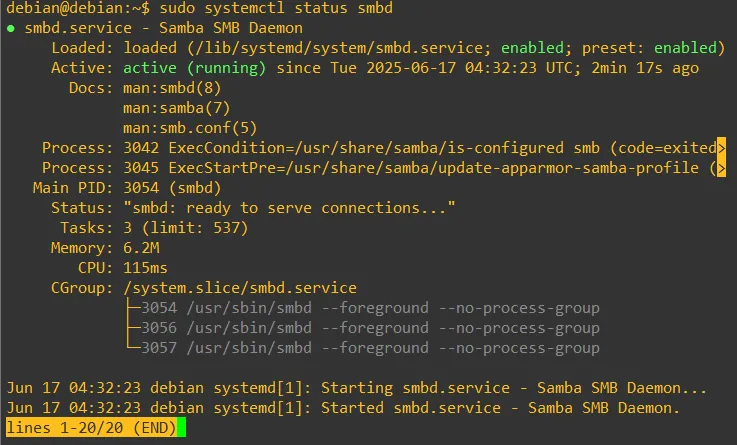 debian@debian:~$ sudo systemctl status smbd
● smbd.service - Samba SMB Daemon
     Loaded: loaded (/lib/systemd/system/smbd.service; enabled; preset: enabled)
     Active: active (running) since Tue 2025-06-17 04:32:23 UTC; 2min 17s ago
       Docs: man:smbd(8)
             man:samba(7)
             man:smb.conf(5)
    Process: 3042 ExecCondition=/usr/share/samba/is-configured smb (code=exited>
    Process: 3045 ExecStartPre=/usr/share/samba/update-apparmor-samba-profile (>
   Main PID: 3054 (smbd)
     Status: "smbd: ready to serve connections..."
      Tasks: 3 (limit: 537)
     Memory: 6.2M
        CPU: 115ms
     CGroup: /system.slice/smbd.service
             ├─3054 /usr/sbin/smbd --foreground --no-process-group
             ├─3056 /usr/sbin/smbd --foreground --no-process-group
             └─3057 /usr/sbin/smbd --foreground --no-process-group

Jun 17 04:32:23 debian systemd[1]: Starting smbd.service - Samba SMB Daemon...
Jun 17 04:32:23 debian systemd[1]: Started smbd.service - Samba SMB Daemon.
lines 1-20/20 (END)